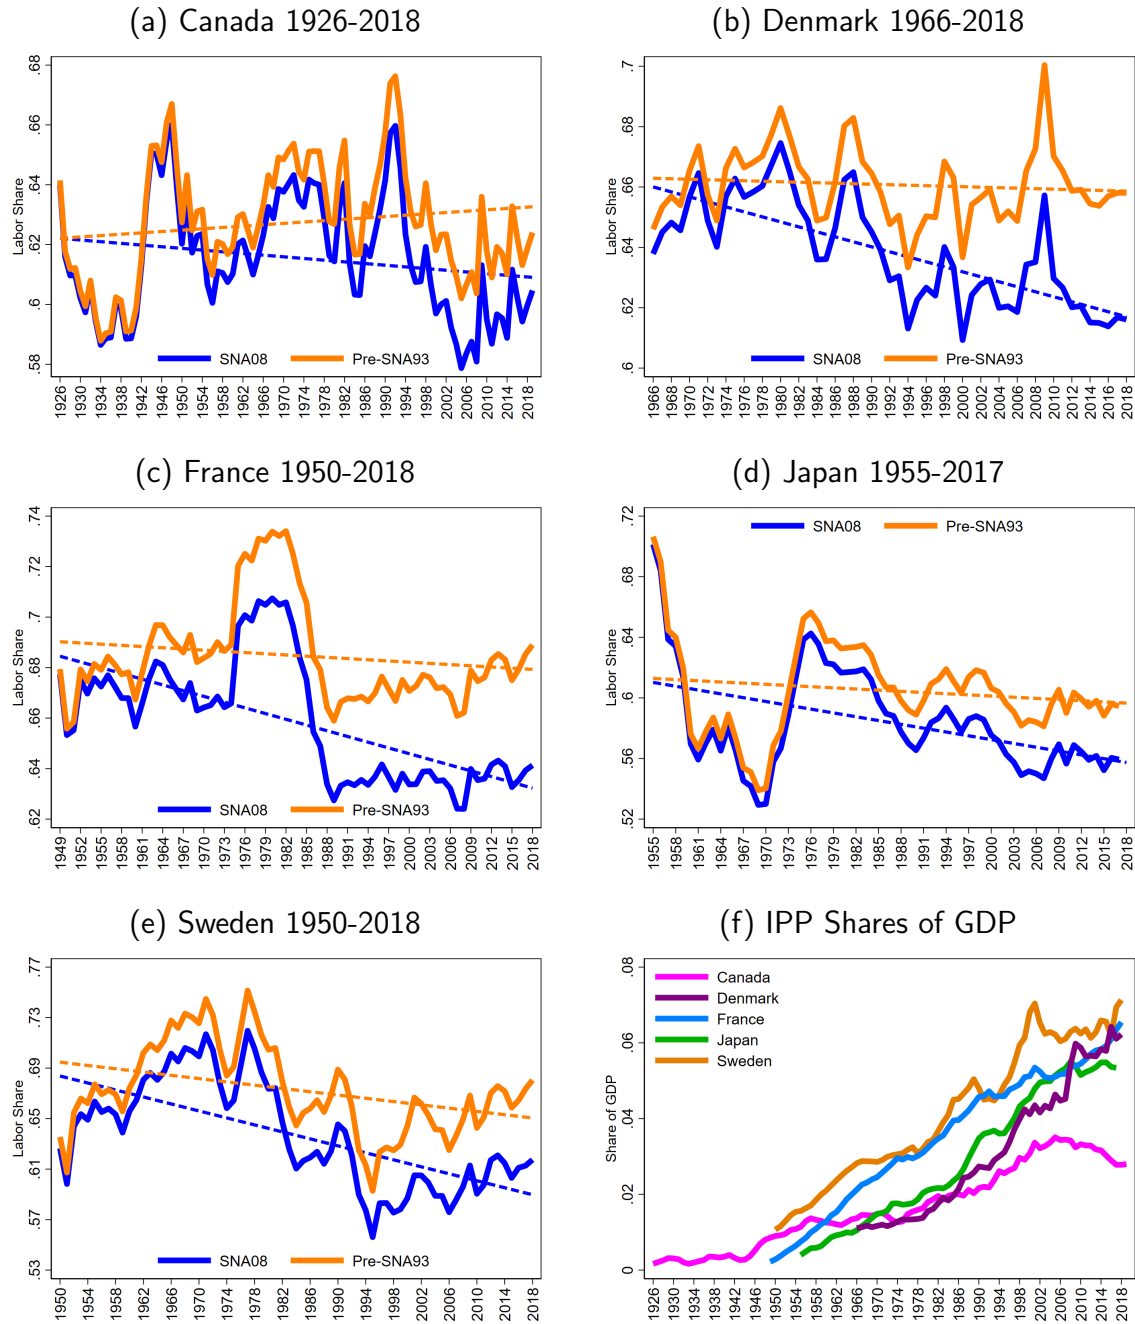 (a) Canada 1926-2018
Labor Share
.68
.66
.64
.62
.6
.58
SNA08 Pre-SNA93
1926 1930 1934 1938 1942 1946 1950 1954 1958 1962 1966 1970 1974 1978 1982 1986 1990 1994 1998 2002 2006 2010 2014 2018
(b) Denmark 1966-2018
Labor Share
.7
.68
.66
.64
.62
.6
SNA08 Pre-SNA93
1966 1968 1970 1972 1974 1976 1978 1980 1982 1984 1986 1988 1990 1992 1994 1996 1998 2000 2002 2004 2006 2008 2010 2012 2014 2016 2018
(c) France 1950-2018
Labor Share
.74
.72
.7
.68
.66
.64
.62
SNA08 Pre-SNA93
1949 1952 1955 1958 1961 1964 1967 1970 1973 1976 1979 1982 1985 1988 1991 1994 1997 2000 2003 2006 2009 2012 2015 2018
(d) Japan 1955-2017
Labor Share
.72
.68
.64
.6
.56
.52
SNA08 Pre-SNA93
1955 1958 1961 1964 1967 1970 1973 1976 1979 1982 1985 1988 1991 1994 1997 2000 2003 2006 2009 2012 2015 2018
(e) Sweden 1950-2018
Labor Share
.77
.73
.69
.65
.61
.57
.53
SNA08 Pre-SNA93
1950 1954 1958 1962 1966 1970 1974 1978 1982 1986 1990 1994 1998 2002 2006 2010 2014 2018
(f) IPP Shares of GDP
Share of GDP
.08
.06
.04
.02
0
Canada
Denmark
France
Japan
Sweden
1926 1930 1934 1938 1942 1946 1950 1954 1958 1962 1966 1970 1974 1978 1982 1986 1990 1994 1998 2002 2006 2010 2014 2018